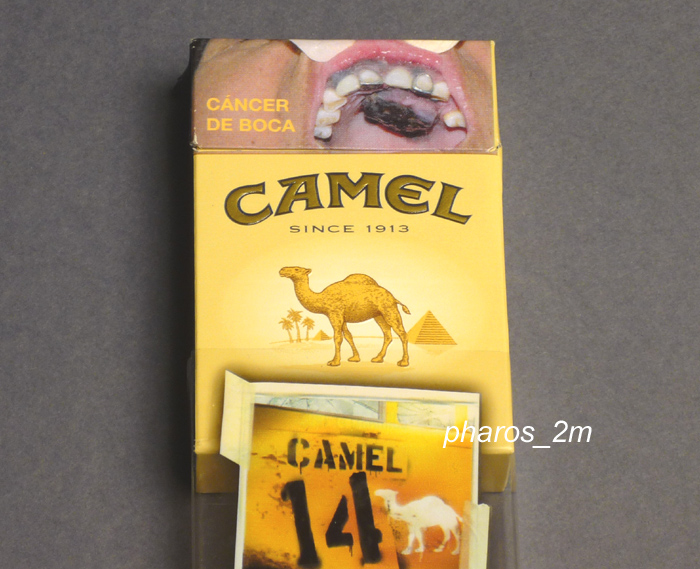 CÁNCER
DE BOCA
CAMEL
SINCE 1913
pharos_2m
CAMEL
14